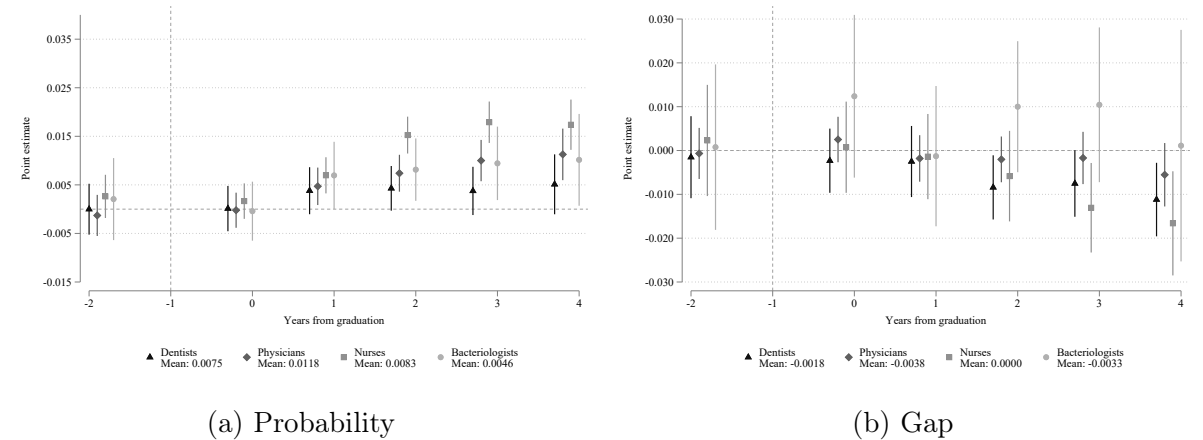 0.035
0.025
0.015
0.005
-0.005
-0.015
Point estimate
-2
-1
0
1
2
3
4
Years from graduation
Dentists
Mean: 0.0075
Physicians
Mean: 0.0118
Nurses
Mean: 0.0083
Bacteriologists
Mean: 0.0046
(a) Probability
0.030
0.020
0.010
0.000
-0.010
-0.020
-0.030
Point estimate
-2
-1
0
1
2
3
4
Years from graduation
Dentists
Mean: -0.0018
Physicians
Mean: -0.0038
Nurses
Mean: 0.0000
Bacteriologists
Mean: -0.0033
(b) Gap